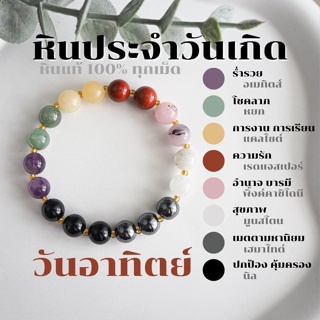 หินประจำวันเกิด
หินแท้ 100% ทุกเม็ด
ร่ำรวย
อเมทิตส์
โชคลาภ
หยก
การงาน การเรียน
แคลไซต์
ความรัก
เรดแจสเปอร์
อำนาจ บารมี
พิ้งค์คาซิโดนี
สุขภาพ
มูนสโตน
เมตตามหานิยม
เฮมาไทต์
ปกป้อง คุ้มครอง
นิล
วันอาทิตย์